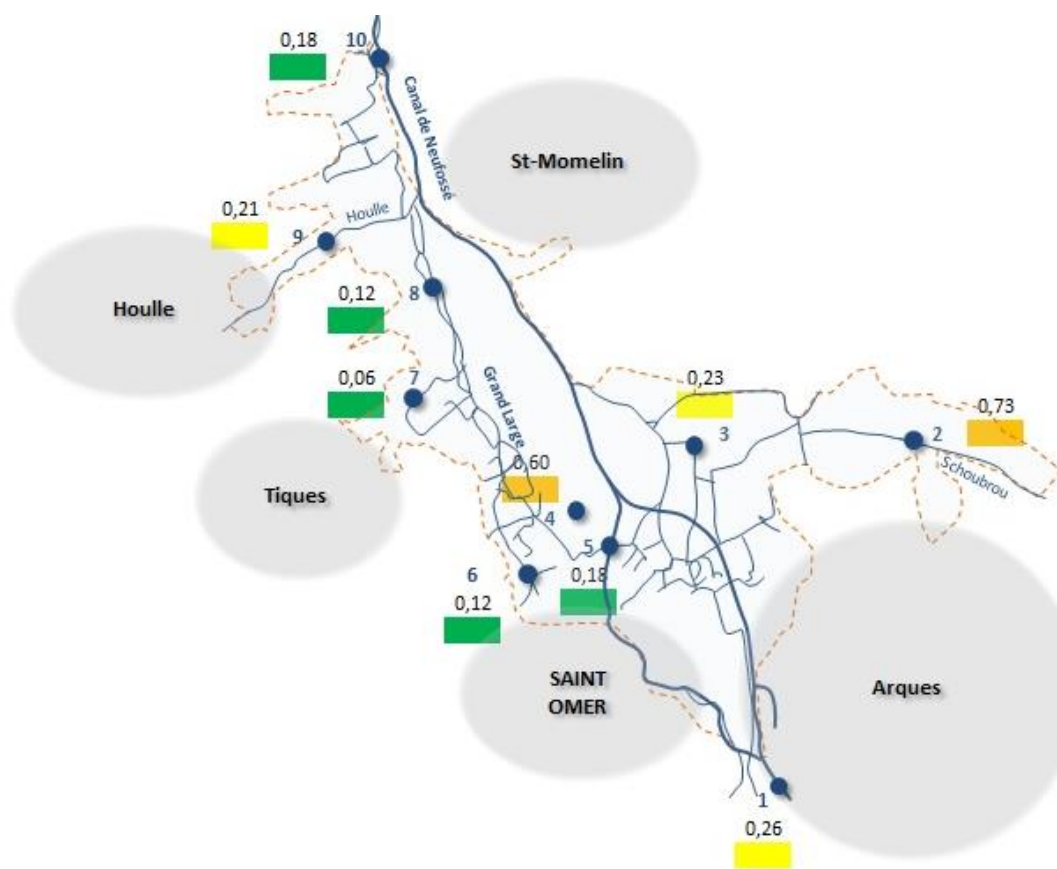 0,18
10
Canal de Neufossé
St-Momelin
0,21
9
Houlle
Houlle
8
0,12
7
0,06
Grand Large
0,23
3
0,73
2
Schoubrou
0,60
4
Tiques
5
6
0,18
0,12
SAINT
OMER
Arques
1
0,26